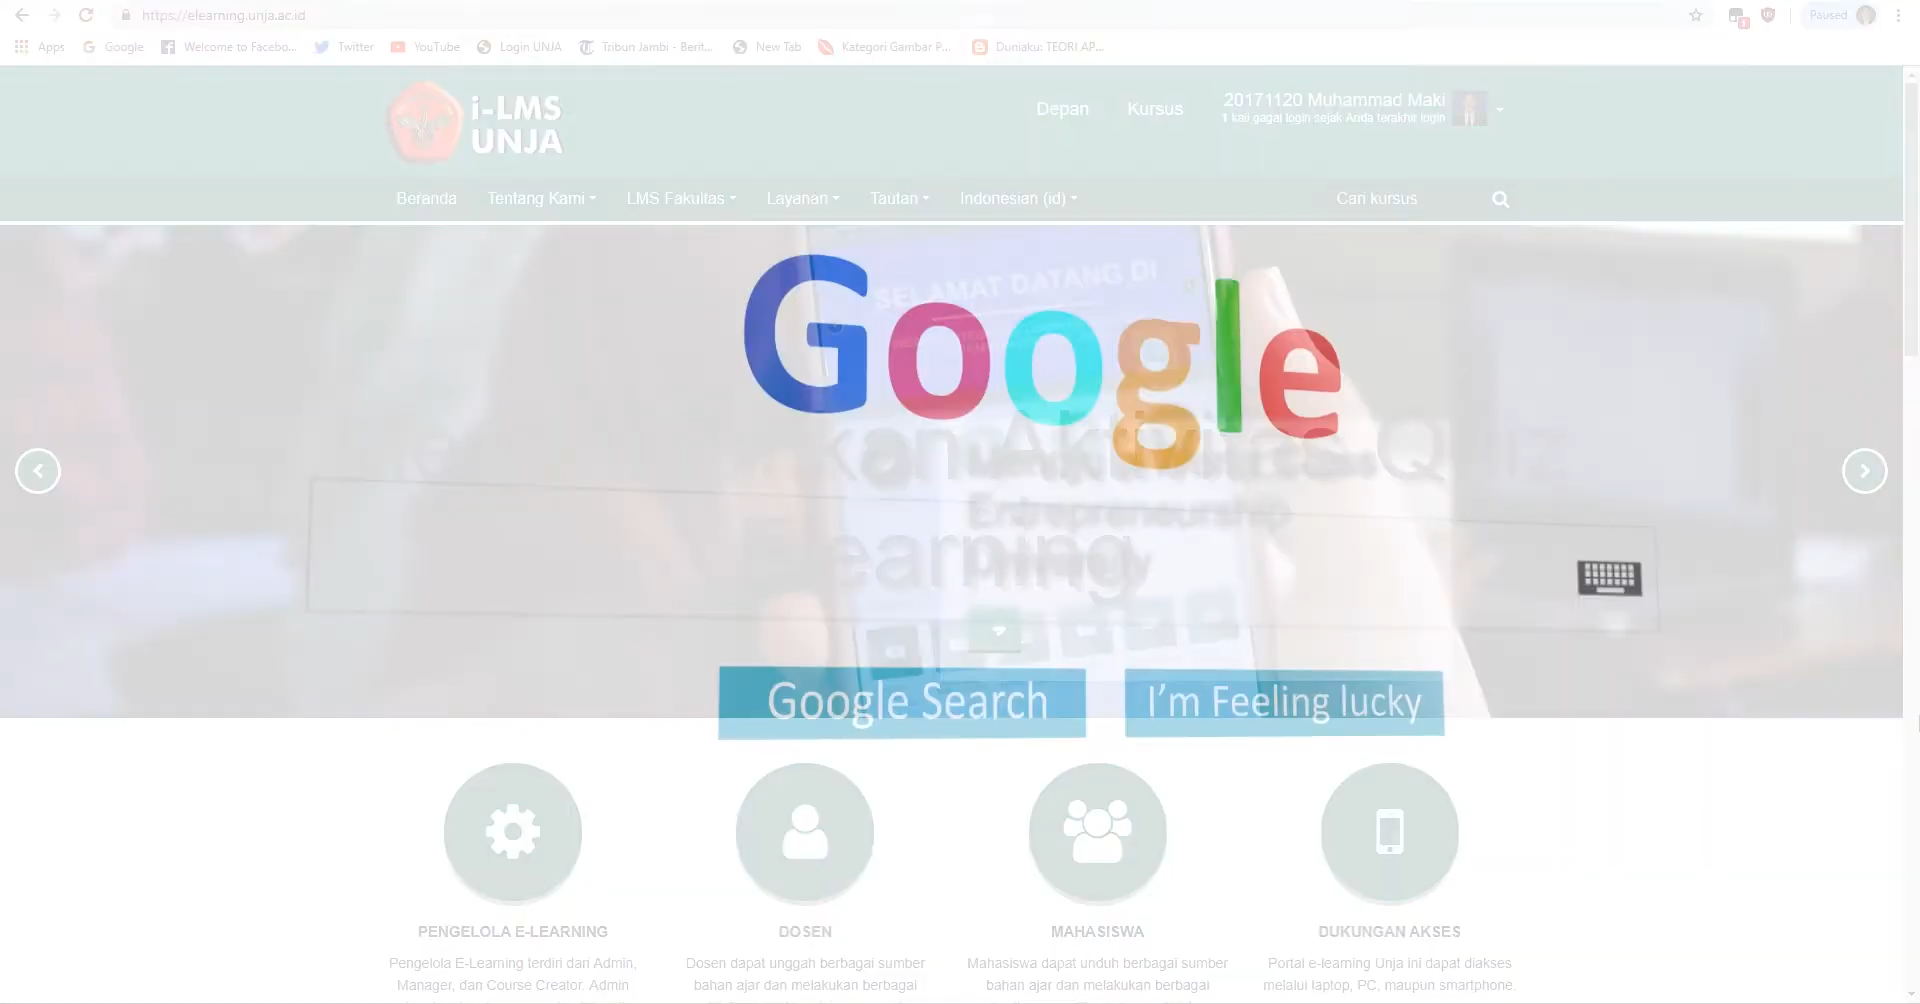 https://elearning.unja.ac.id
Paused
Apps
Google
Welcome to Facebo...
Twitter
YouTube
Login UNJA
Tribun Jambi - Berit...
New Tab
Kategori Gambar P...
Duniaku: TEORI AP...
i-LMS
UNJA
Depan
Kursus
20171120 Muhammad Maki
1 kali gagal login sejak Anda terakhir login
Beranda
Tentang Kami
LMS Fakultas
Layanan
Tautan
Indonesian (id)
Cari kursus
SELAMAT DATANG DI
Google
Entrepreneurship
Google Search
I'm Feeling lucky
PENGELOLA E-LEARNING
DOSEN
MAHASISWA
DUKUNGAN AKSES
Pengelola E-Learning terdiri dari Admin,
Dosen dapat unggah berbagai sumber
Mahasiswa dapat unduh berbagai sumber
Portal e-learning Unja ini dapat diakses
Manager, dan Course Creator. Admin
bahan ajar dan melakukan berbagai
bahan ajar dan melakukan berbagai
melalui laptop, PC, maupun smartphone.